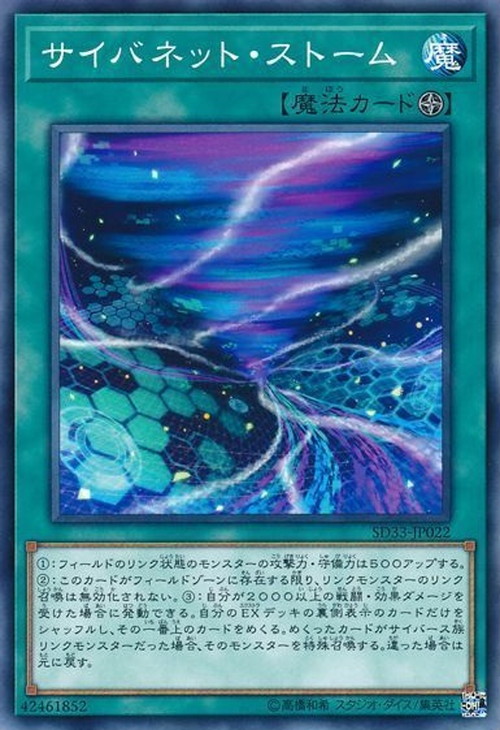 サイバネット・ストーム
魔
【魔法カード】
SD33-JP022
①：フィールドのリンク状態のモンスターの攻撃力・守備力は５００アップする。
②：このカードがフィールドゾーンに存在する限り、リンクモンスターのリンク
召喚は無効化されない。③：自分が２０００以上の戦闘・効果ダメージを
受けた場合に発動できる。自分のＥＸデッキの裏側表示のカードだけを
シャッフルし、その一番上のカードをめくる。めくったカードがサイバース族
リンクモンスターだった場合、そのモンスターを特殊召喚する。違った場合は
元に戻す。
42461852
©高橋和希 スタジオ・ダイス/集英社